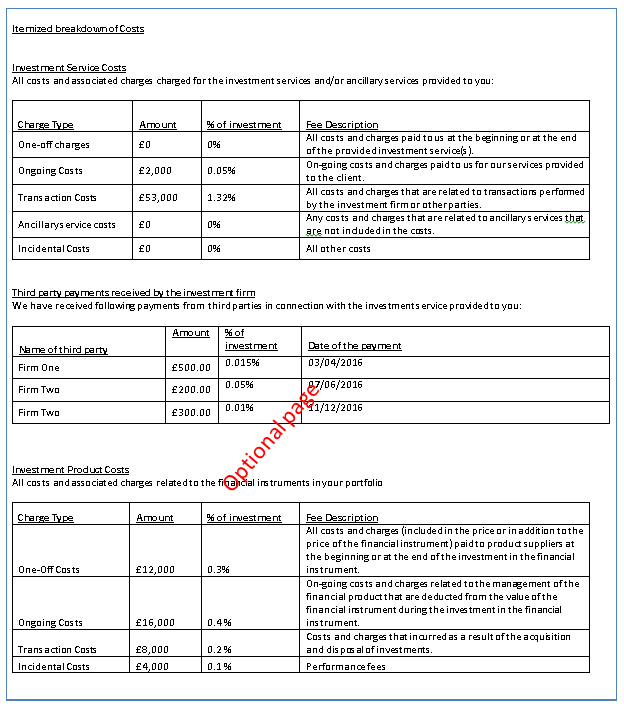 Itemized breakdown of Costs
Investment Service Costs
All costs and associated charges charged for the investment services and/or ancillary services provided to you:
Charge Type Amount % of investment Fee Description
One-off charges £0 0% All costs and charges paid to us at the beginning or at the end
of the provided investment service(s).
Ongoing Costs £2,000 0.05% On-going costs and charges paid to us for our services provided
to the client.
Transaction Costs £53,000 1.32% All costs and charges that are related to transactions performed
by the investment firm or other parties.
Ancillary service costs £0 0% Any costs and charges that are related to ancillary services that
are not included in the costs.
Incidental Costs £0 0% All other costs
Third party payments received by the investment firm
We have received following payments from third parties in connection with the investment service provided to you:
Name of third party Amount % of
investment Date of the payment
Firm One £500.00 0.015% 03/04/2016
Firm Two £200.00 0.05% 07/06/2016
Firm Two £300.00 0.01% 11/12/2016
Optional page
Investment Product Costs
All costs and associated charges related to the financial instruments in your portfolio
Charge Type Amount % of investment Fee Description
One-Off Costs £12,000 0.3% All costs and charges (included in the price or in addition to the
price of the financial instrument) paid to product suppliers at
the beginning or at the end of the investment in the financial
instrument.
Ongoing Costs £16,000 0.4% On-going costs and charges related to the management of the
financial product that are deducted from the value of the
financial instrument during the investment in the financial
instrument.
Transaction Costs £8,000 0.2% Costs and charges that incurred as a result of the acquisition
and disposal of investments.
Incidental Costs £4,000 0.1% Performance fees